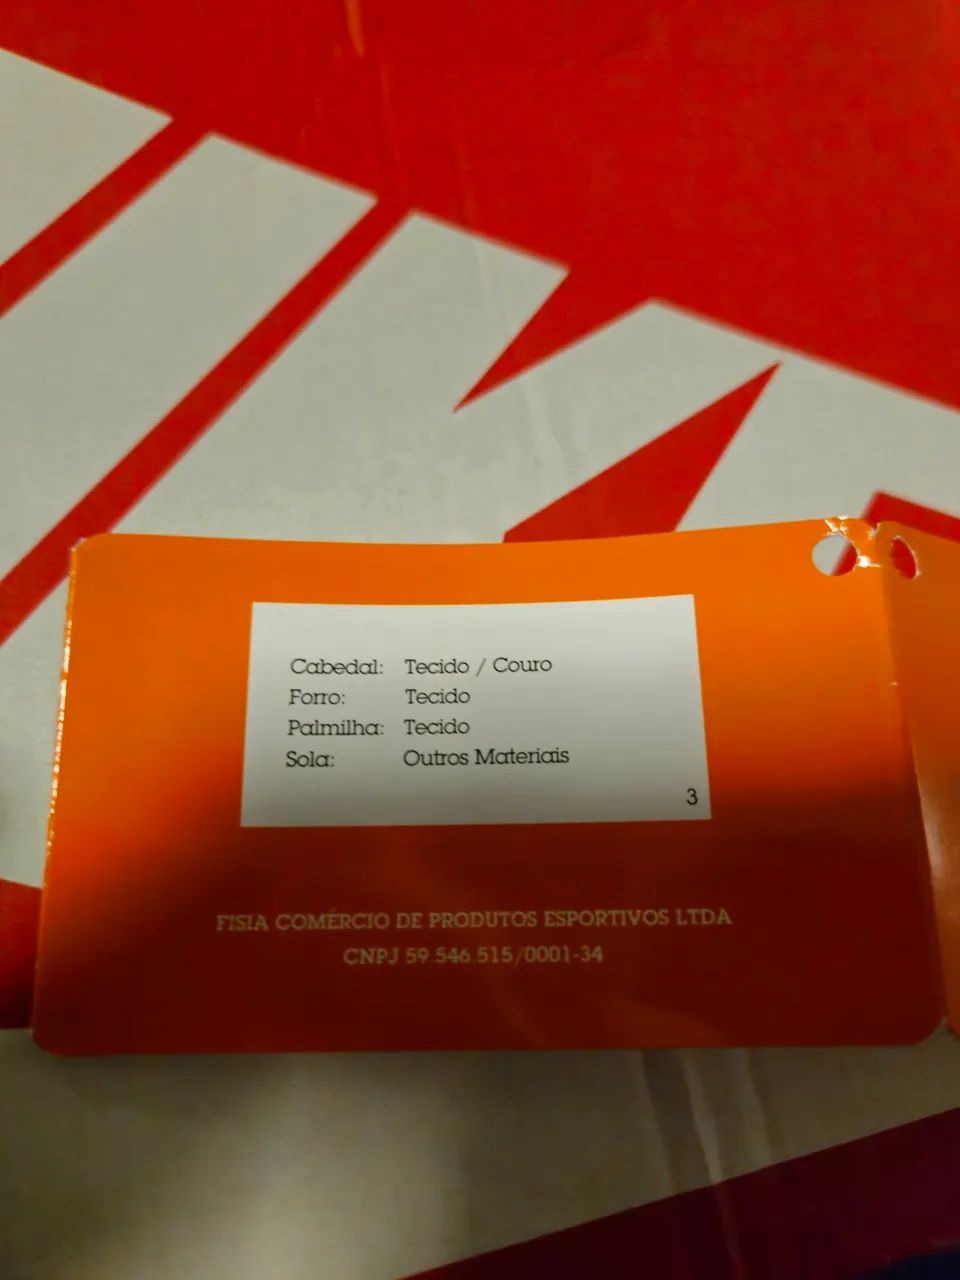 Cabedal: Tecido / Couro
Forro: Tecido
Palmilha: Tecido
Sola: Outros Materiais
3
FISIA COMÉRCIO DE PRODUTOS ESPORTIVOS LTDA
CNPJ 59.546.515/0001-34